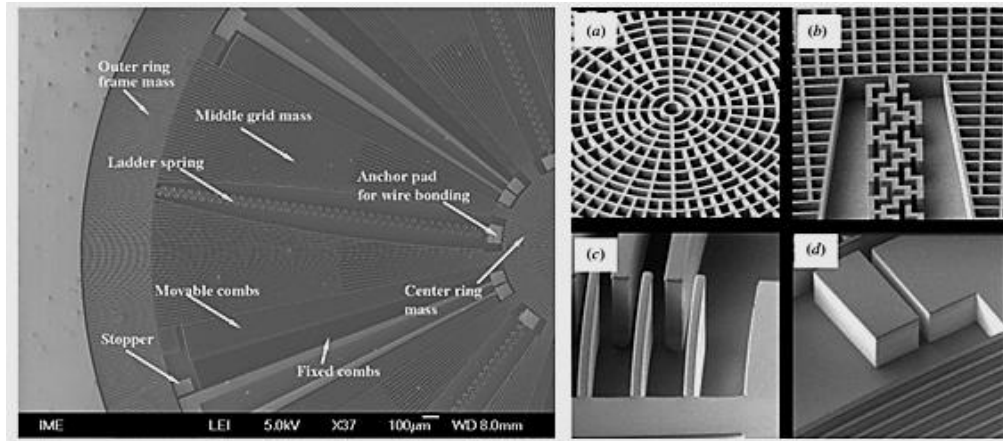 Outer ring
frame mass
Middle grid mass
Ladder spring
Anchor pad
for wire bonding
Movable combs
Center ring
mass
Stopper
Fixed combs
IME LEI 5.0kV X37 100µm WD 8.0mm
(a)
(b)
(c)
(d)